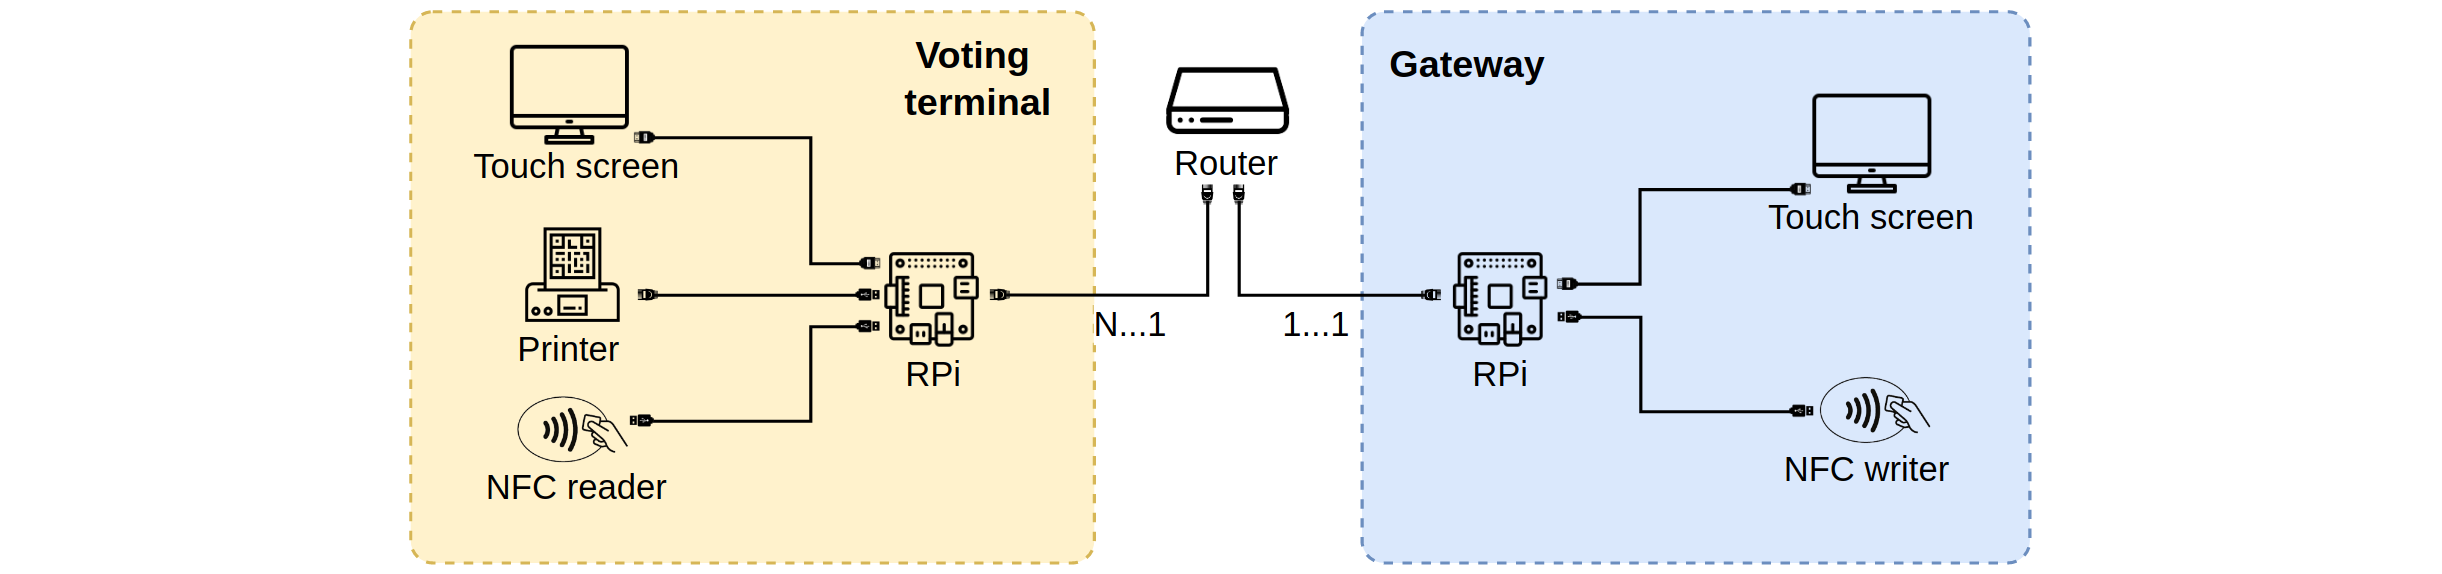 Voting
terminal
Touch screen
Printer
NFC reader
RPi
N...1
Router
1...1
Gateway
RPi
Touch screen
NFC writer